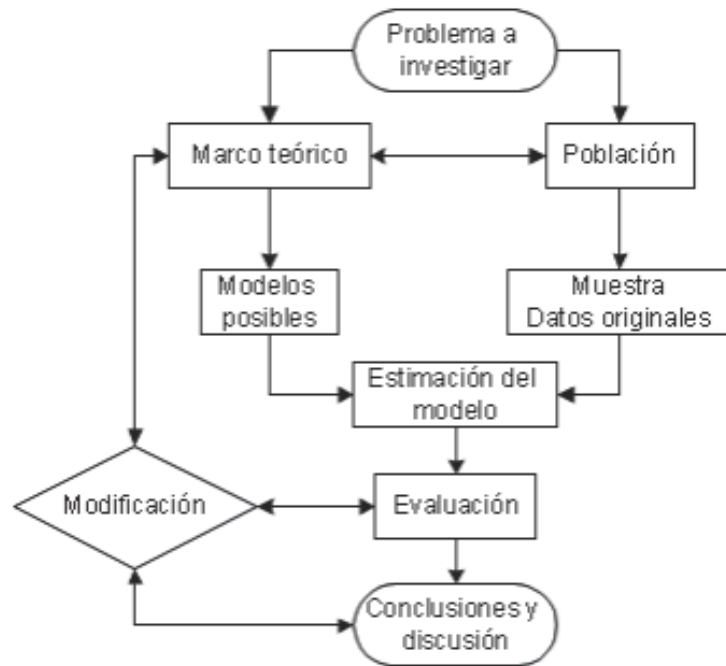 Problema a
investigar
Marco teórico
Población
Modelos
posibles
Muestra
Datos originales
Estimación del
modelo
Modificación
Evaluación
Conclusiones y
discusión